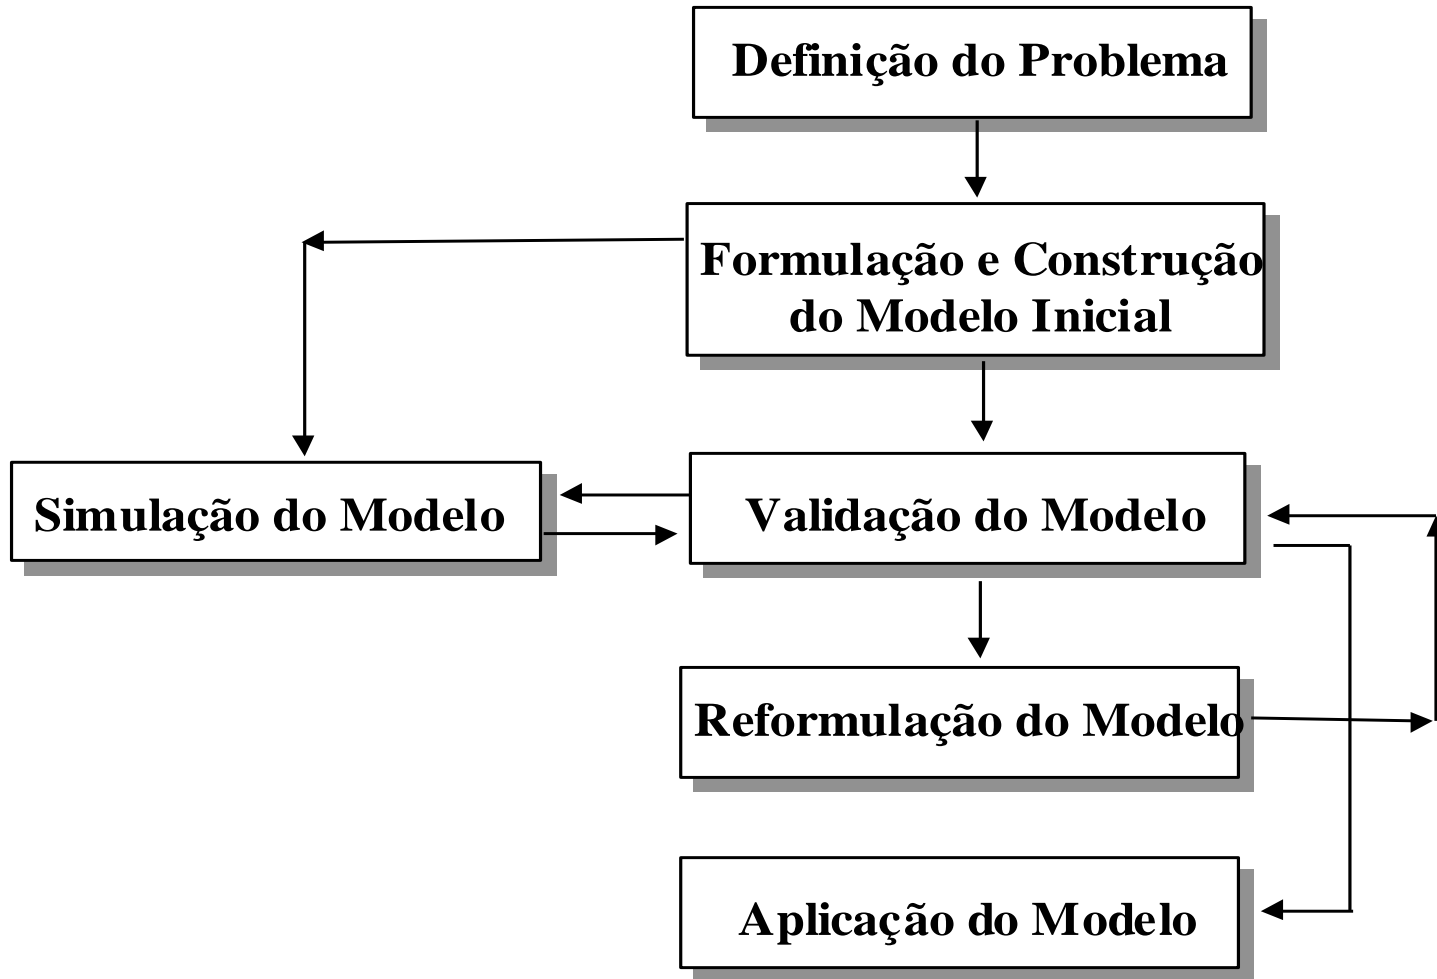 Definição do Problema
Formulação e Construção
do Modelo Inicial
Simulação do Modelo
Validação do Modelo
Reformulação do Modelo
Aplicação do Modelo